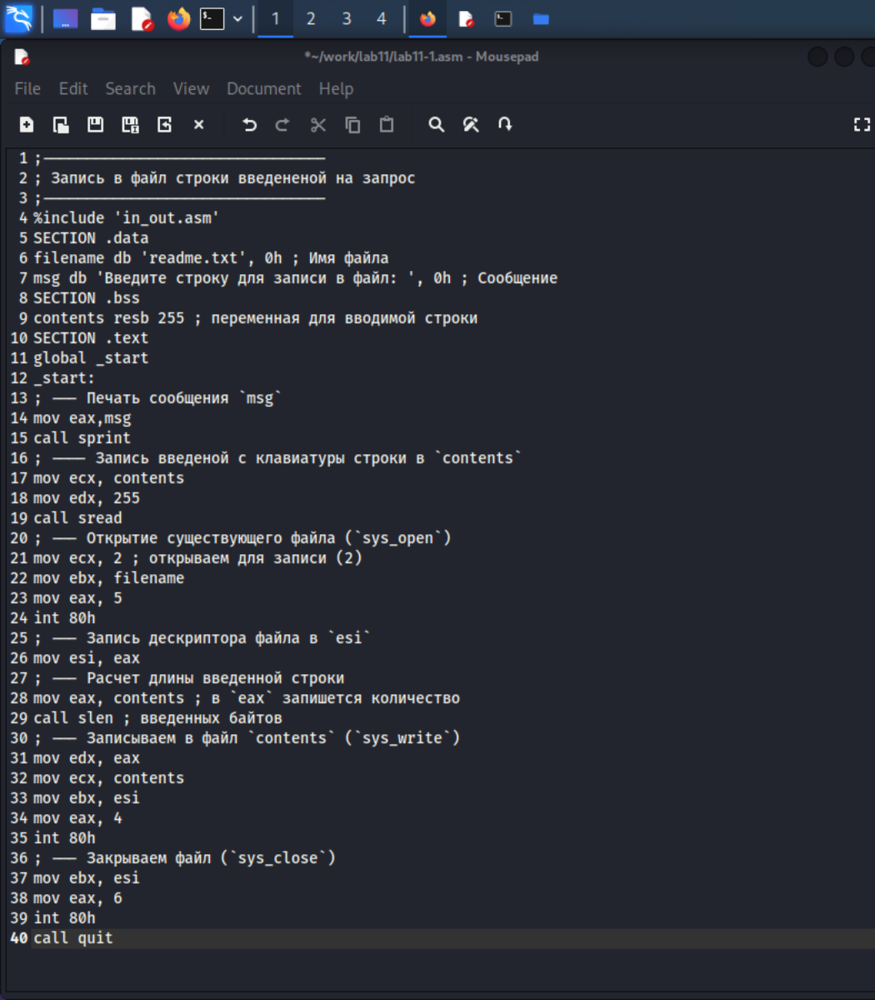 1 2 3 4
*~/work/lab11/lab11-1.asm - Mousepad
File Edit Search View Document Help
1 ;--------------------------------
2 ; Запись в файл строки введененой на запрос
3 ;--------------------------------
4 %include 'in_out.asm'
5 SECTION .data
6 filename db 'readme.txt', 0h ; Имя файла
7 msg db 'Введите строку для записи в файл: ', 0h ; Сообщение
8 SECTION .bss
9 contents resb 255 ; переменная для вводимой строки
10 SECTION .text
11 global _start
12 _start:
13 ; --- Печать сообщения `msg`
14 mov eax,msg
15 call sprint
16 ; ---- Запись введеной с клавиатуры строки в `contents`
17 mov ecx, contents
18 mov edx, 255
19 call sread
20 ; --- Открытие существующего файла (`sys_open`)
21 mov ecx, 2 ; открываем для записи (2)
22 mov ebx, filename
23 mov eax, 5
24 int 80h
25 ; --- Запись дескриптора файла в `esi`
26 mov esi, eax
27 ; --- Расчет длины введенной строки
28 mov eax, contents ; в `eax` запишется количество
29 call slen ; введенных байтов
30 ; --- Записываем в файл `contents` (`sys_write`)
31 mov edx, eax
32 mov ecx, contents
33 mov ebx, esi
34 mov eax, 4
35 int 80h
36 ; --- Закрываем файл (`sys_close`)
37 mov ebx, esi
38 mov eax, 6
39 int 80h
40 call quit